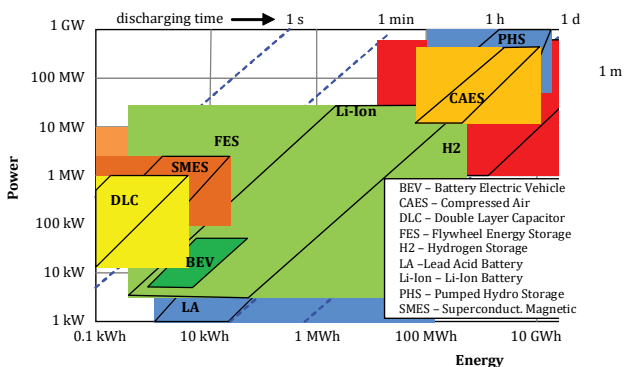 discharging time 1 s 1 min 1 h 1 d
1 GW
PHS
1 m
100 MW
CAES
Li-Ion
10 MW
FES
H2
SMES
1 MW
DLC
Power
100 kW
BEV
10 kW
LA
1 kW
BEV – Battery Electric Vehicle
CAES – Compressed Air
DLC – Double Layer Capacitor
FES – Flywheel Energy Storage
H2 – Hydrogen Storage
LA –Lead Acid Battery
Li-Ion – Li-Ion Battery
PHS – Pumped Hydro Storage
SMES – Superconduct. Magnetic
0.1 kWh 10 kWh 1 MWh 10 GWh
Energy